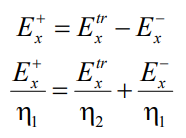 E_x^+ = E_x^{tr} − E_x^-
E_x^+ / η_1 = E_x^{tr} / η_2 + E_x^- / η_1